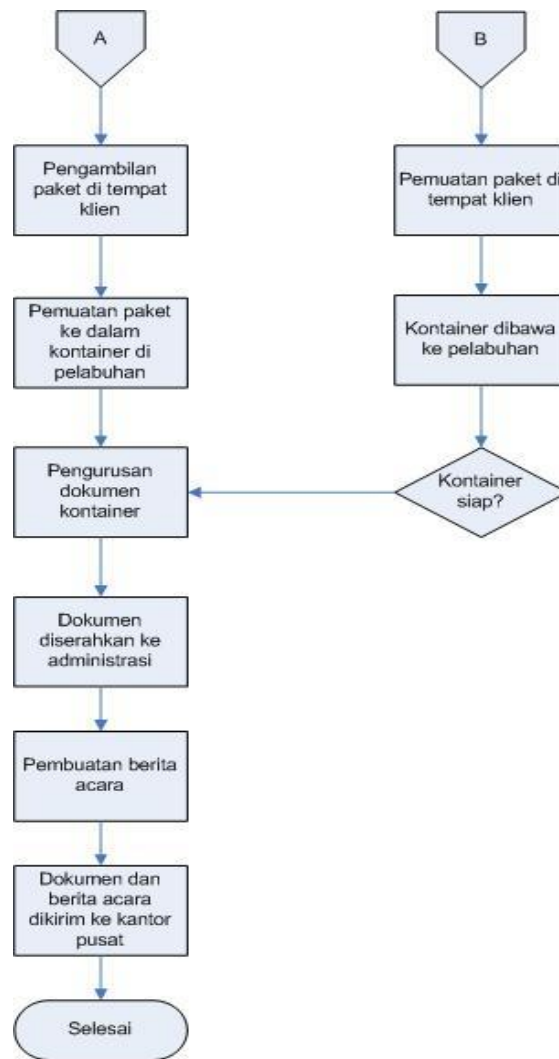 A
Pengambilan
paket di tempat
klien
Pemuatan paket
ke dalam
kontainer di
pelabuhan
Pengurusan
dokumen
kontainer
Dokumen
diserahkan ke
administrasi
Pembuatan berita
acara
Dokumen dan
berita acara
dikirim ke kantor
pusat
Selesai
B
Pemuatan paket di
tempat klien
Kontainer dibawa
ke pelabuhan
Kontainer
siap?